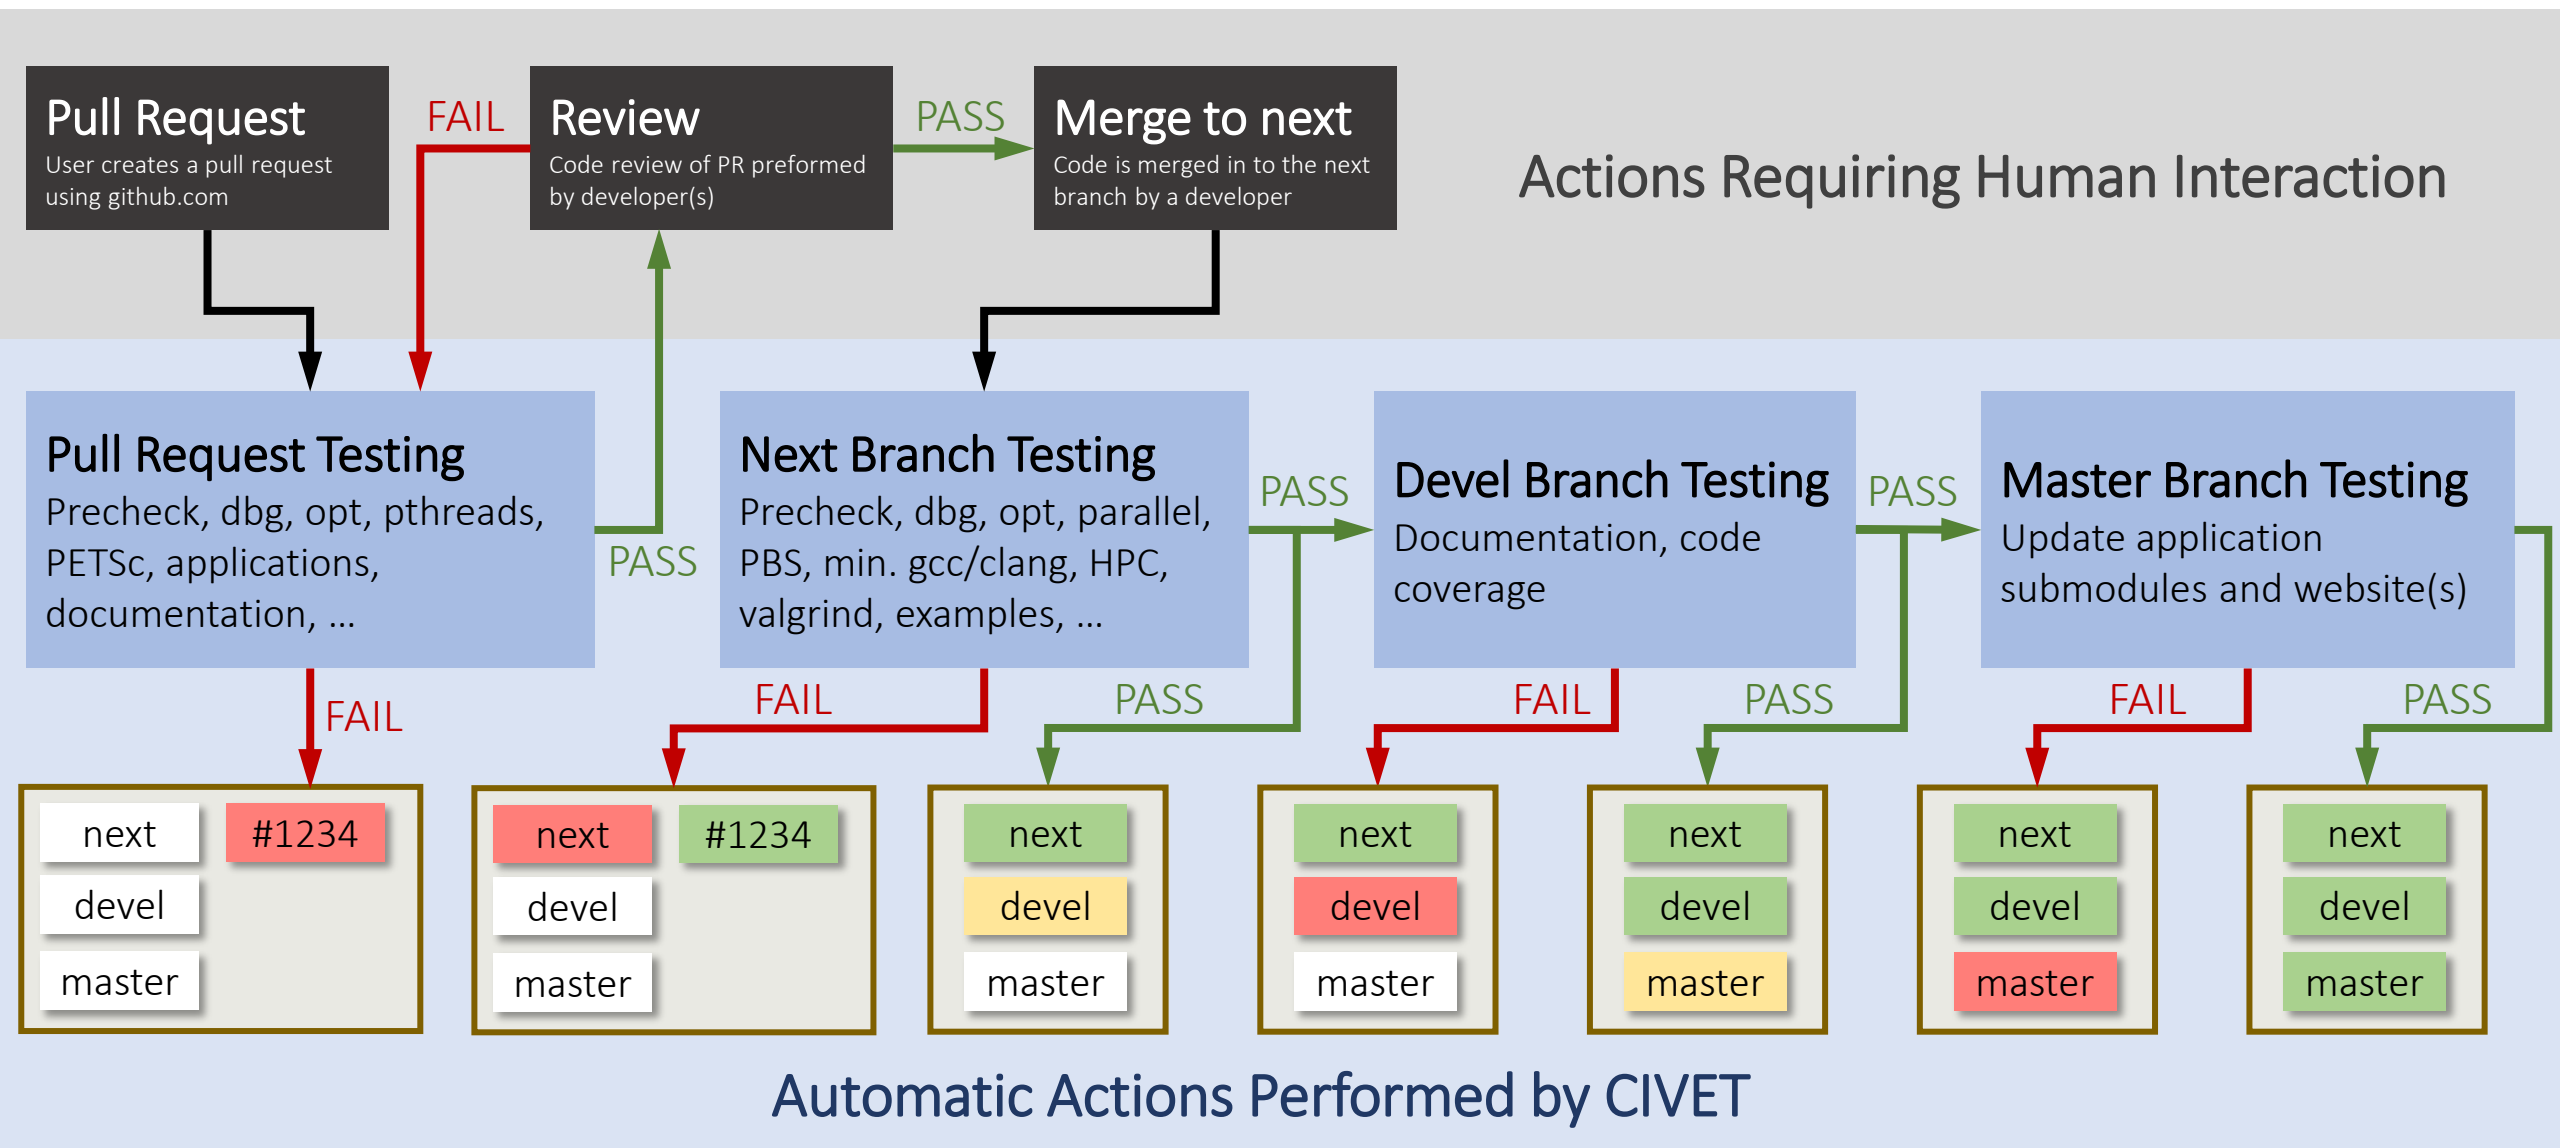 Pull Request
User creates a pull request
using github.com
FAIL
Review
Code review of PR preformed
by developer(s)
PASS
Merge to next
Code is merged in to the next
branch by a developer
Actions Requiring Human Interaction
Pull Request Testing
Precheck, dbg, opt, pthreads,
PETSc, applications,
documentation, ...
PASS
Next Branch Testing
Precheck, dbg, opt, parallel,
PBS, min. gcc/clang, HPC,
valgrind, examples, ...
PASS
Devel Branch Testing
Documentation, code
coverage
PASS
Master Branch Testing
Update application
submodules and website(s)
FAIL
FAIL
PASS
FAIL
PASS
FAIL
PASS
next
#1234
devel
master
next
#1234
devel
master
next
devel
master
next
devel
master
next
devel
master
next
devel
master
next
devel
master
Automatic Actions Performed by CIVET